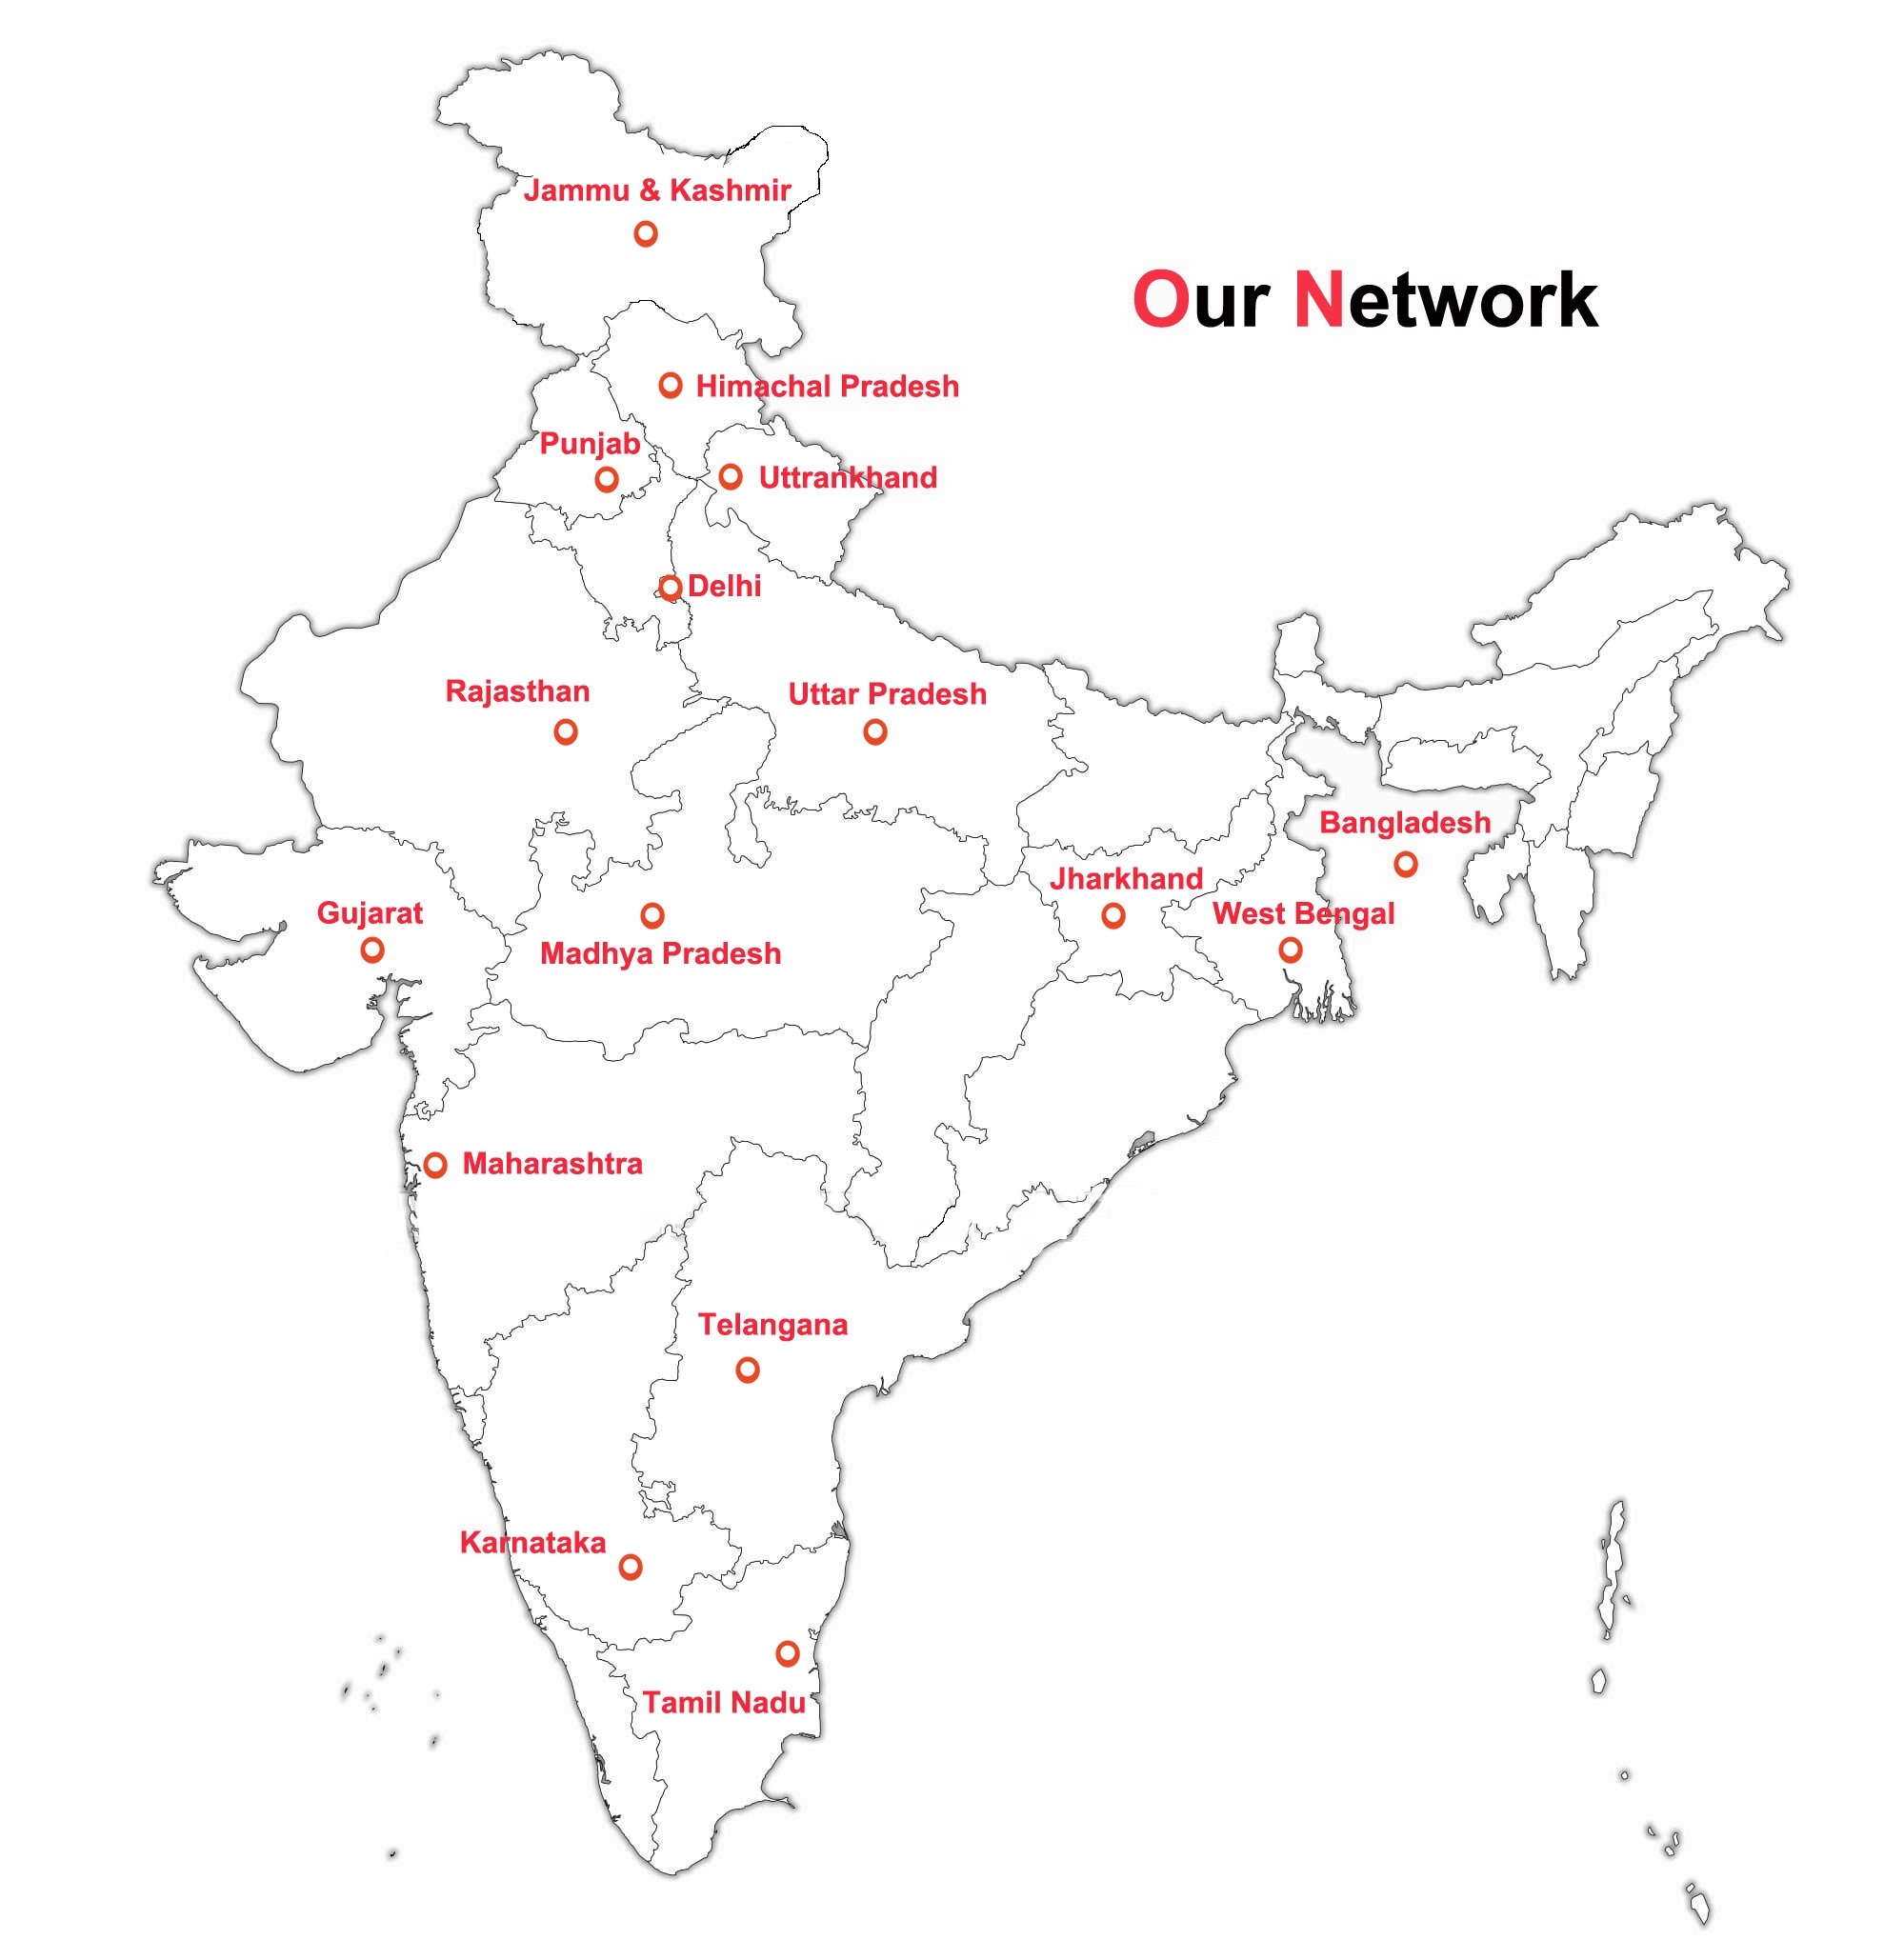 Jammu & Kashmir
Our Network
Himachal Pradesh
Punjab
Uttrankhand
Delhi
Rajasthan
Uttar Pradesh
Bangladesh
Jharkhand
Gujarat
West Bengal
Madhya Pradesh
Maharashtra
Telangana
Karnataka
Tamil Nadu